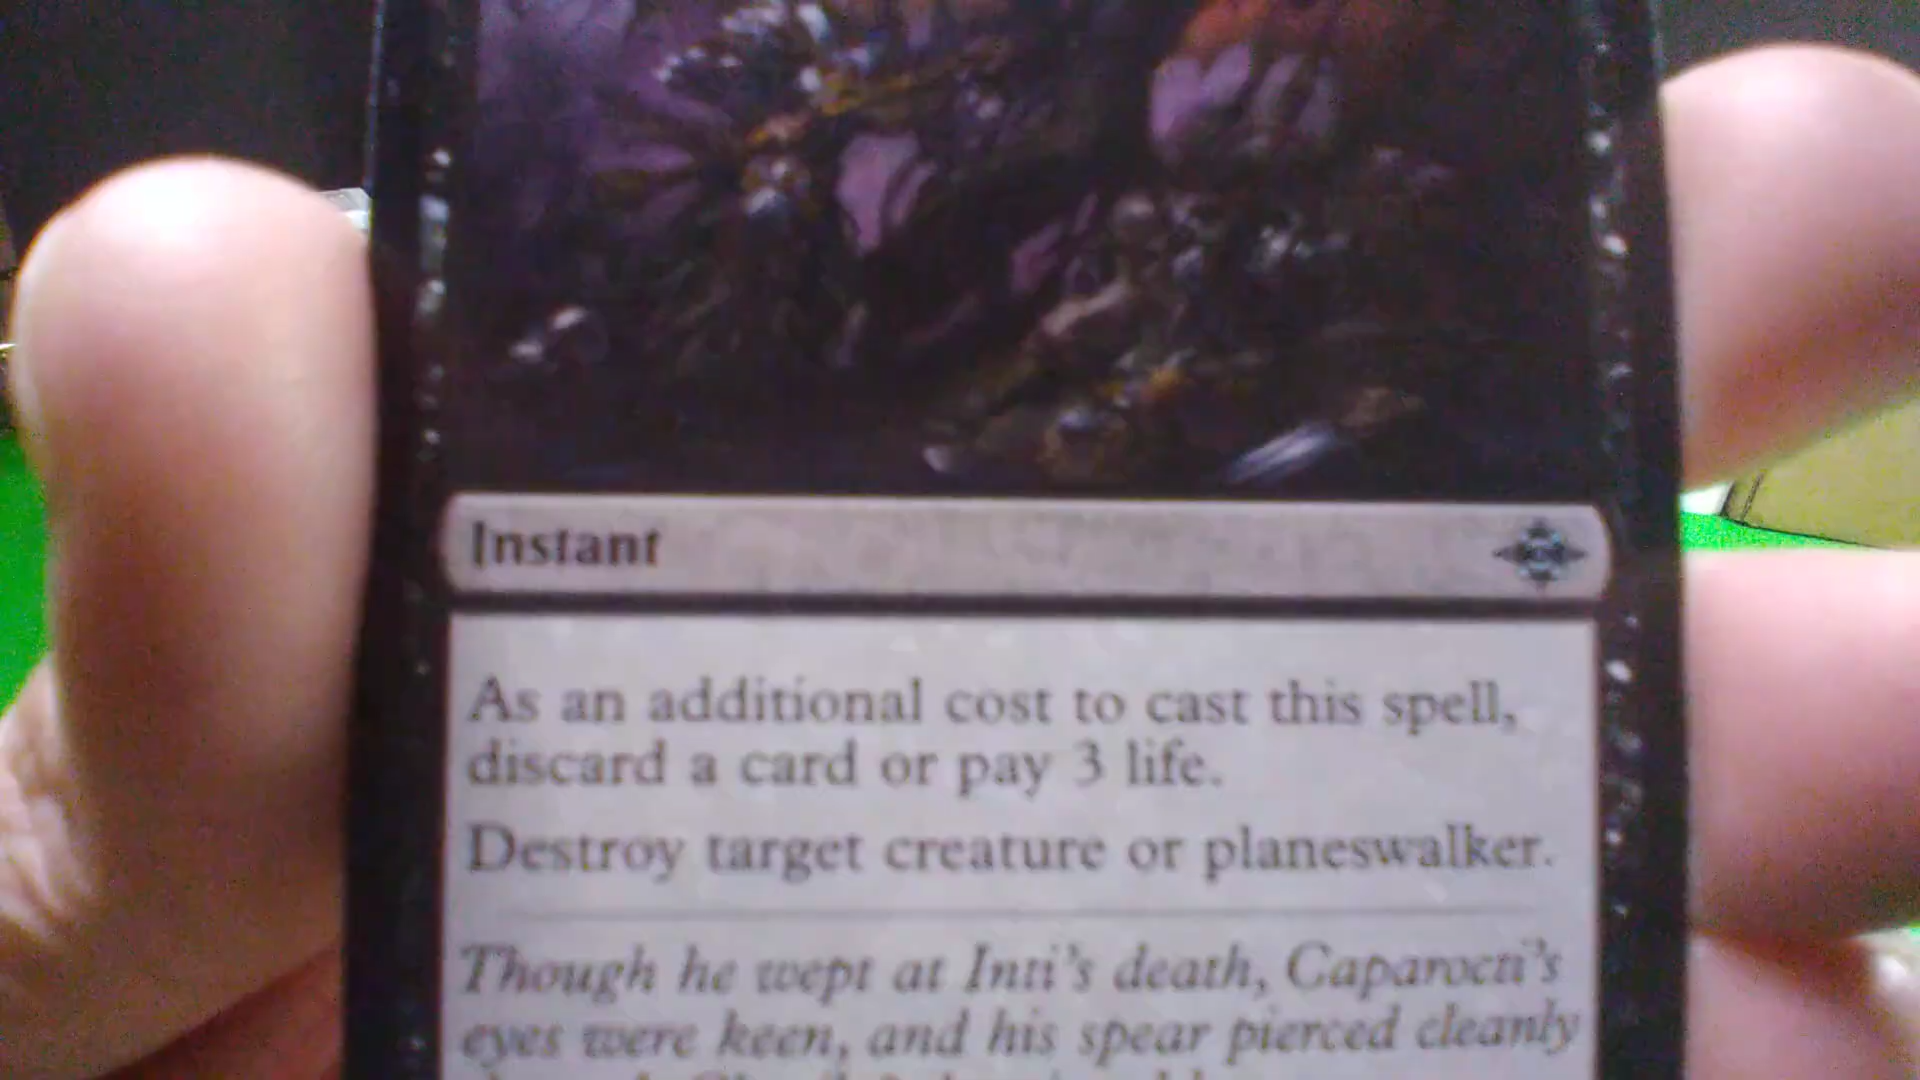 Instant
As an additional cost to cast this spell,
discard a card or pay 3 life.
Destroy target creature or planeswalker.
Though he wept at Inti's death, Caparocti's
eyes were keen, and his spear pierced cleanly